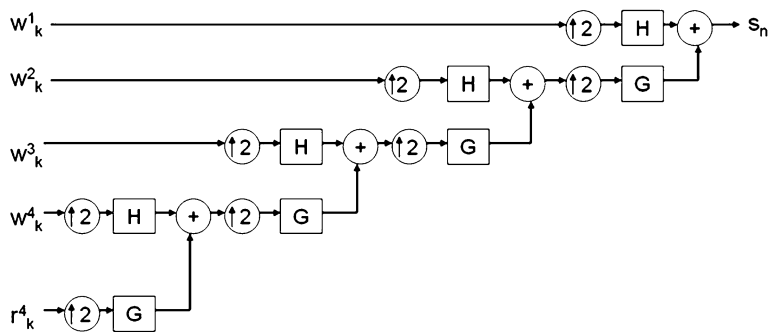 W¹ₖ ↑2 H + sₙ
W²ₖ ↑2 H + ↑2 G
W³ₖ ↑2 H + ↑2 G
W⁴ₖ ↑2 H + ↑2 G
r⁴ₖ ↑2 G